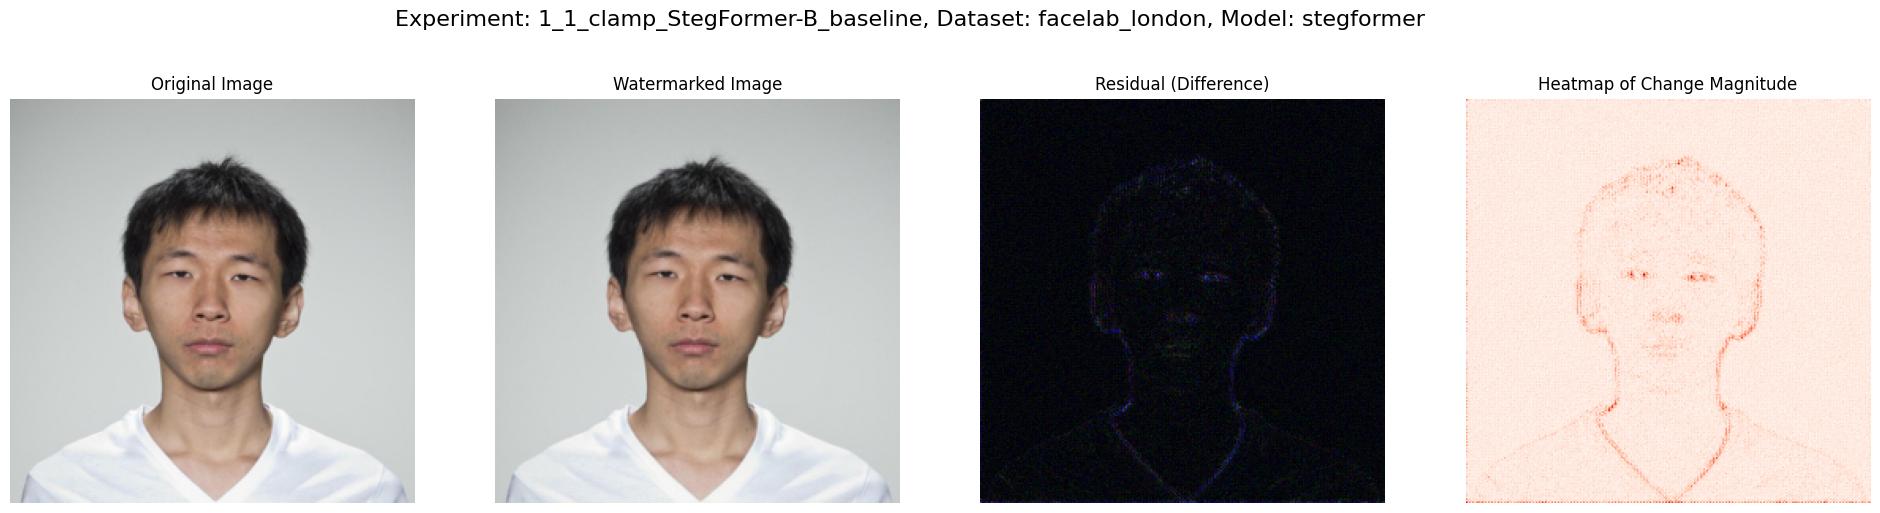 Experiment: 1_1_clamp_StegFormer-B_baseline, Dataset: facelab_london, Model: stegformer
Original Image
Watermarked Image
Residual (Difference)
Heatmap of Change Magnitude